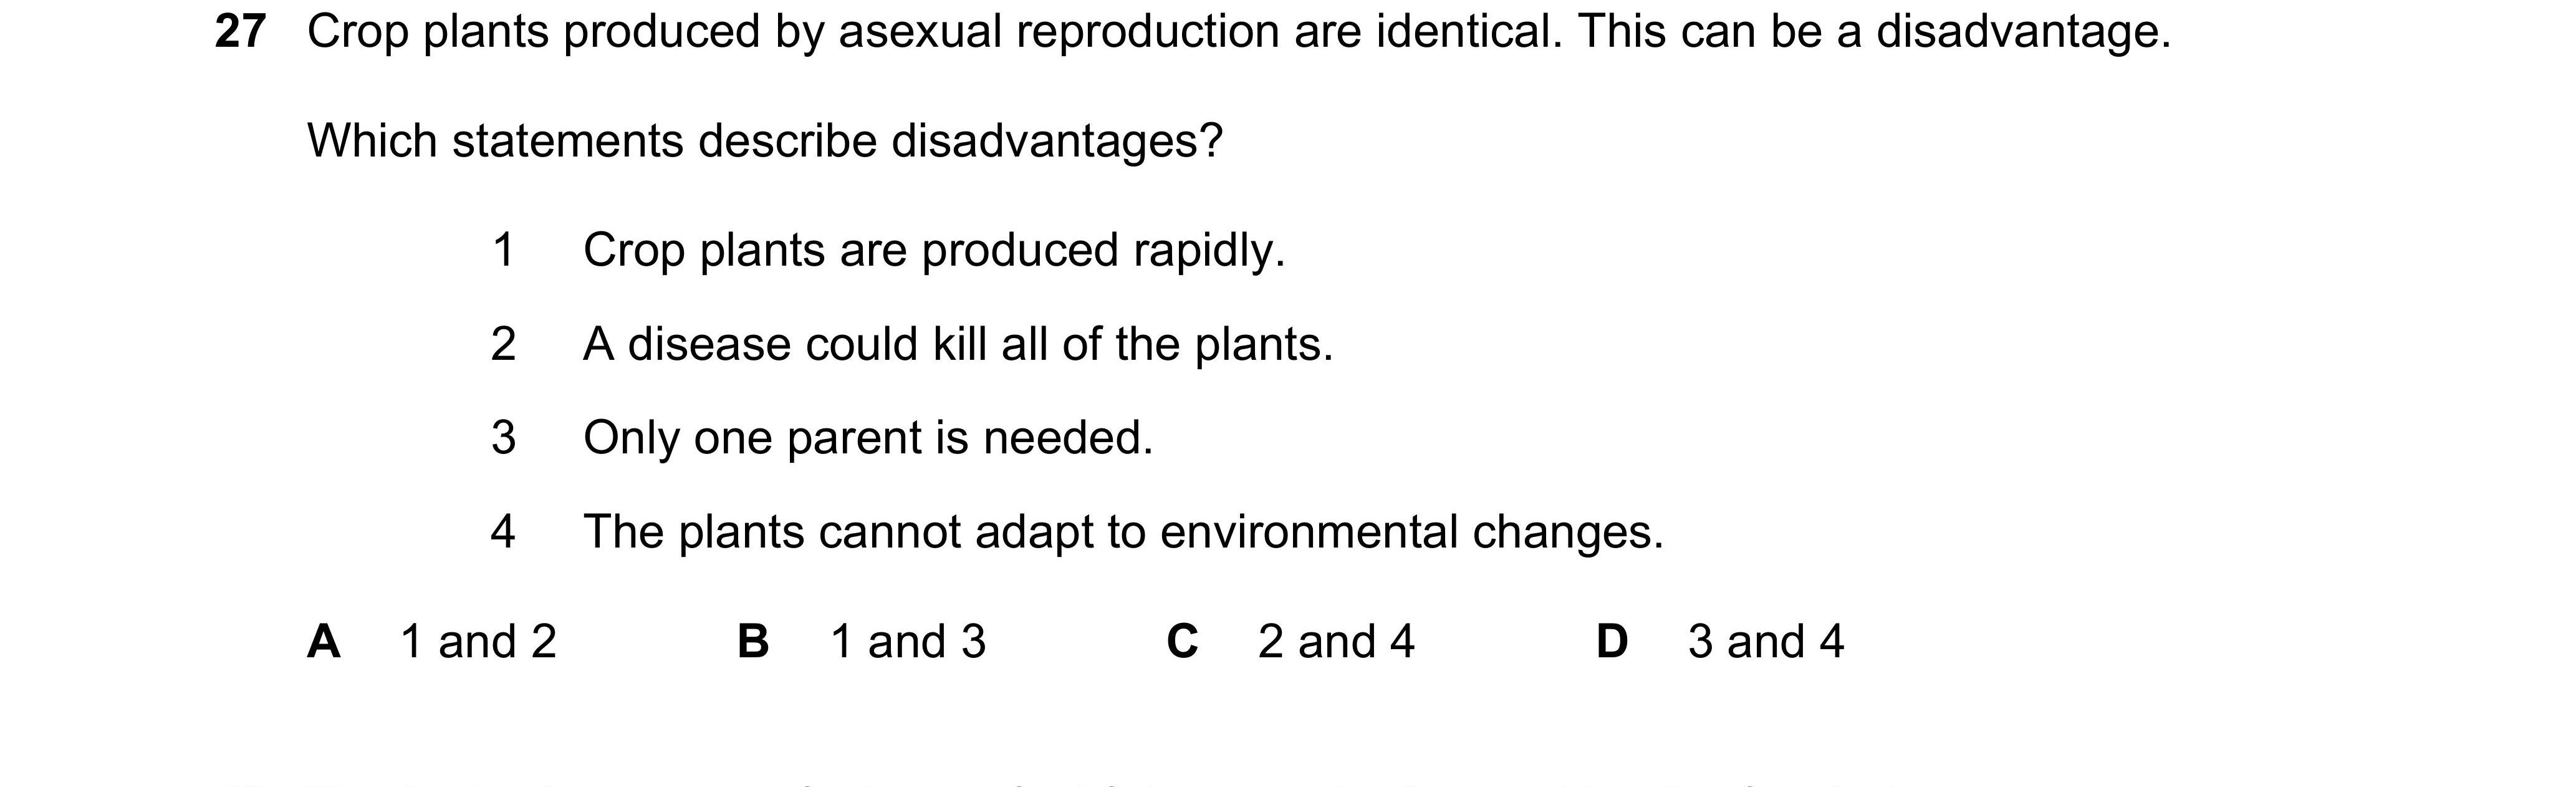 27 Crop plants produced by asexual reproduction are identical. This can be a disadvantage.
Which statements describe disadvantages?
1 Crop plants are produced rapidly.
2 A disease could kill all of the plants.
3 Only one parent is needed.
4 The plants cannot adapt to environmental changes.
A 1 and 2 B 1 and 3 C 2 and 4 D 3 and 4